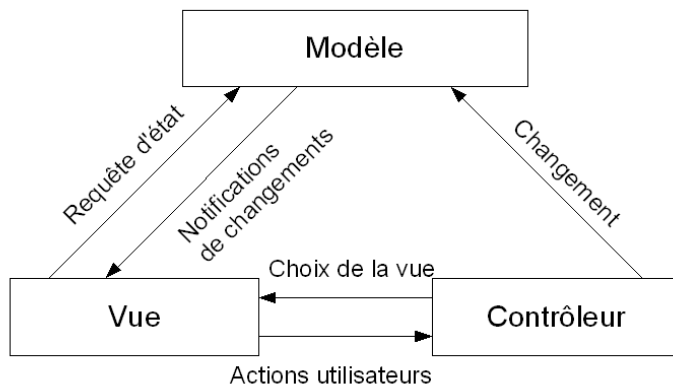 Modèle
Requête d'état
Notifications
de changements
Changement
Choix de la vue
Vue
Contrôleur
Actions utilisateurs